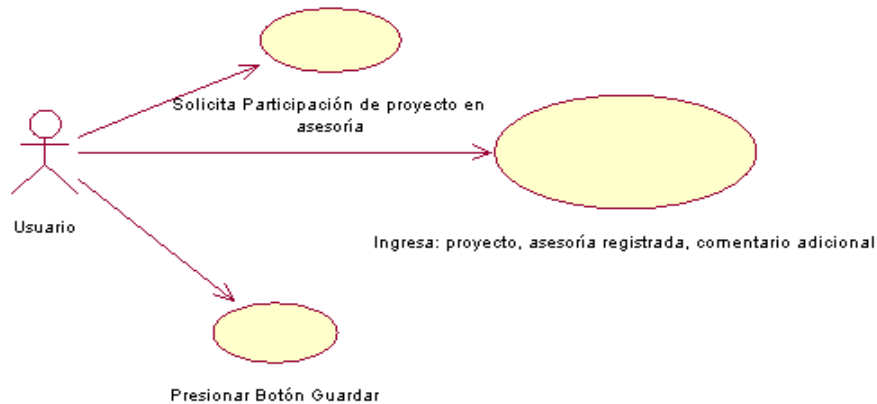 Solicita Participación de proyecto en
asesoría
Usuario
Ingresa: proyecto, asesoría registrada, comentario adicional
Presionar Botón Guardar